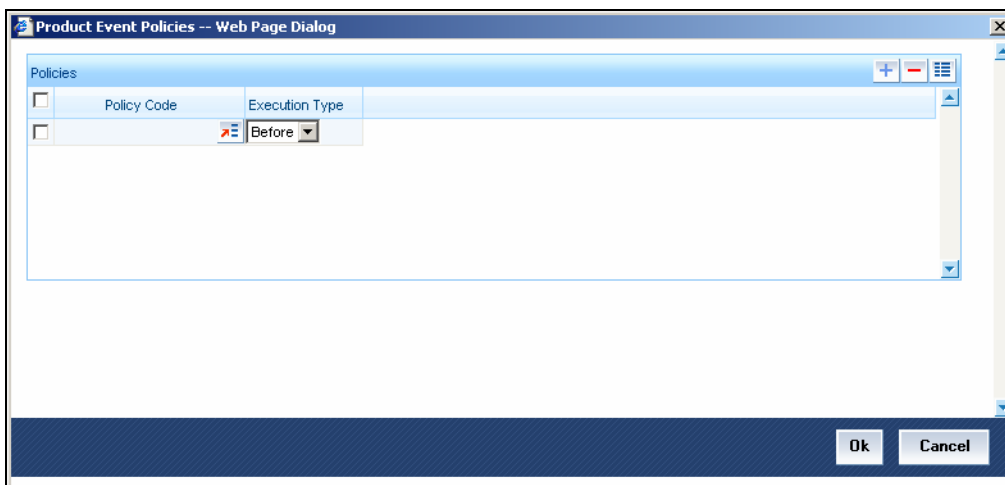 Product Event Policies -- Web Page Dialog
Policies
Policy Code Execution Type
Before
Ok Cancel